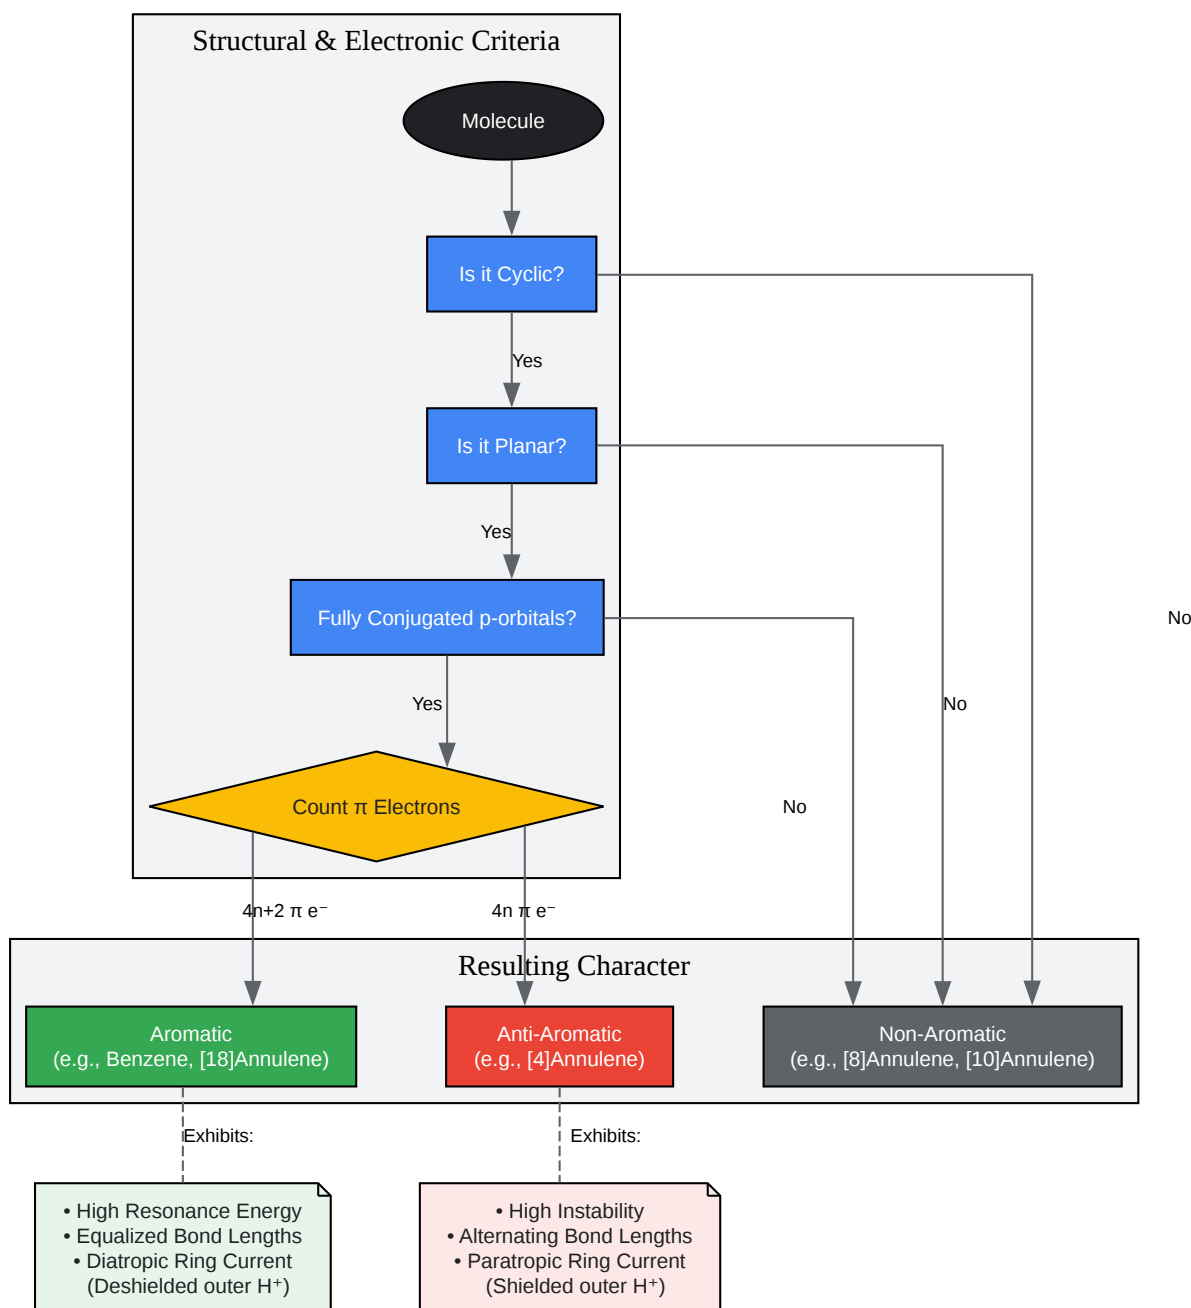 Structural & Electronic Criteria
Molecule
Is it Cyclic?
Yes
Is it Planar?
Yes
Fully Conjugated p-orbitals?
No
Yes
No
Count π Electrons
No
4n+2 π e⁻
4n π e⁻
Resulting Character
Aromatic
(e.g., Benzene, [18]Annulene)
Anti-Aromatic
(e.g., [4]Annulene)
Non-Aromatic
(e.g., [8]Annulene, [10]Annulene)
Exhibits:
Exhibits:
• High Resonance Energy
• Equalized Bond Lengths
• Diatropic Ring Current
(Deshielded outer H⁺)
• High Instability
• Alternating Bond Lengths
• Paratropic Ring Current
(Shielded outer H⁺)